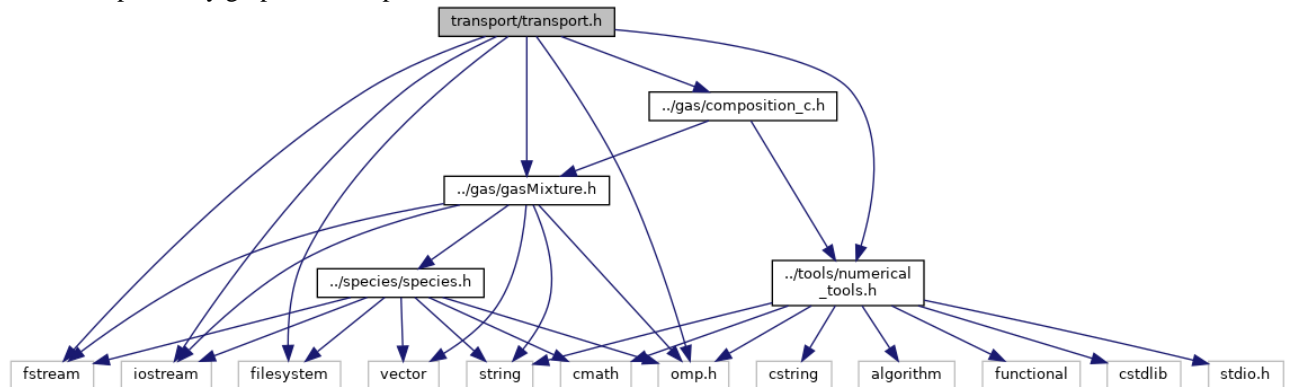 transport/transport.h
../gas/composition_c.h
../gas/gasMixture.h
../species/species.h
../tools/numerical
_tools.h
fstream
iostream
filesystem
vector
string
cmath
omp.h
cstring
algorithm
functional
cstdlib
stdio.h